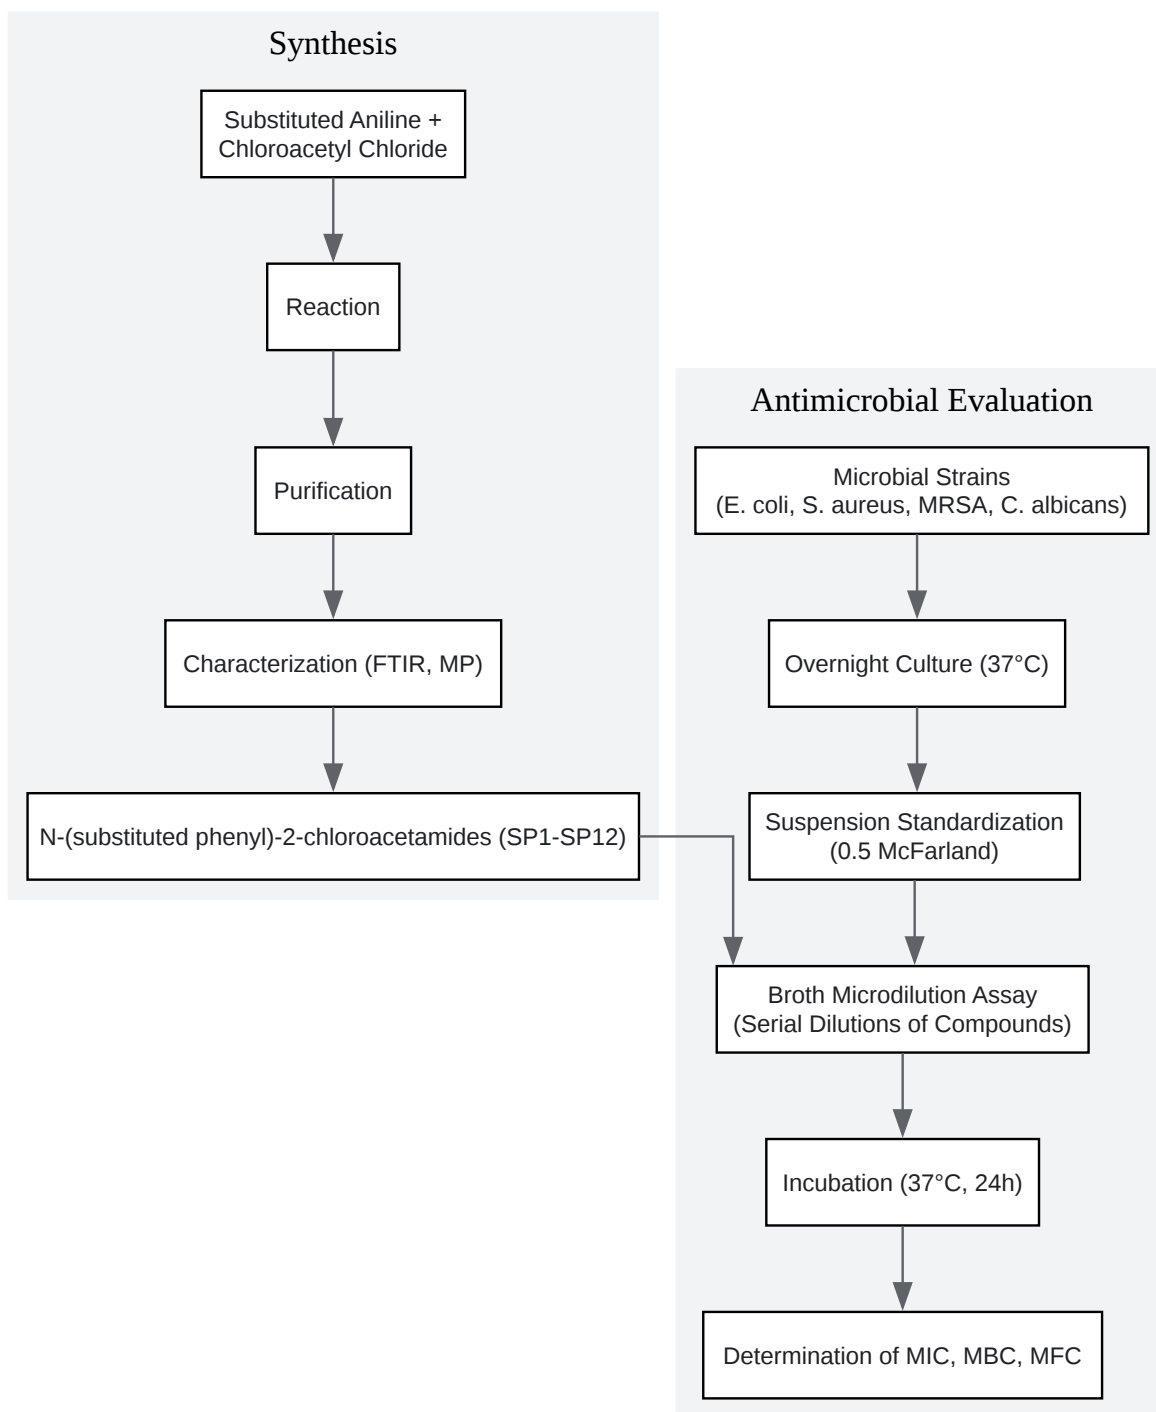 Synthesis
Substituted Aniline +
Chloroacetyl Chloride
Reaction
Purification
Characterization (FTIR, MP)
N-(substituted phenyl)-2-chloroacetamides (SP1-SP12)
Antimicrobial Evaluation
Microbial Strains
(E. coli, S. aureus, MRSA, C. albicans)
Overnight Culture (37°C)
Suspension Standardization
(0.5 McFarland)
Broth Microdilution Assay
(Serial Dilutions of Compounds)
Incubation (37°C, 24h)
Determination of MIC, MBC, MFC